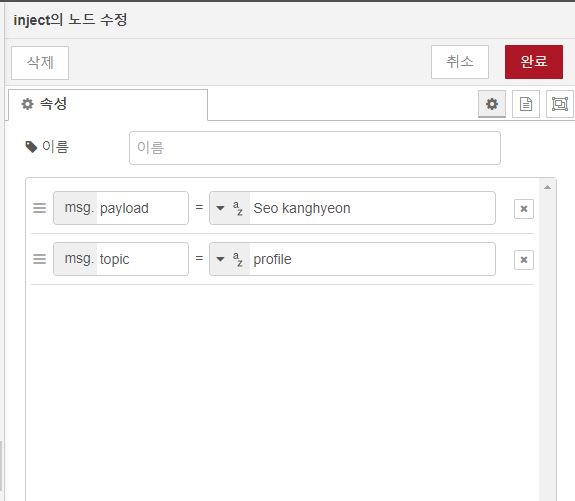 inject의 노드 수정
삭제 취소 완료
속성
이름 이름
msg. payload = az Seo kanghyeon
msg. topic = az profile